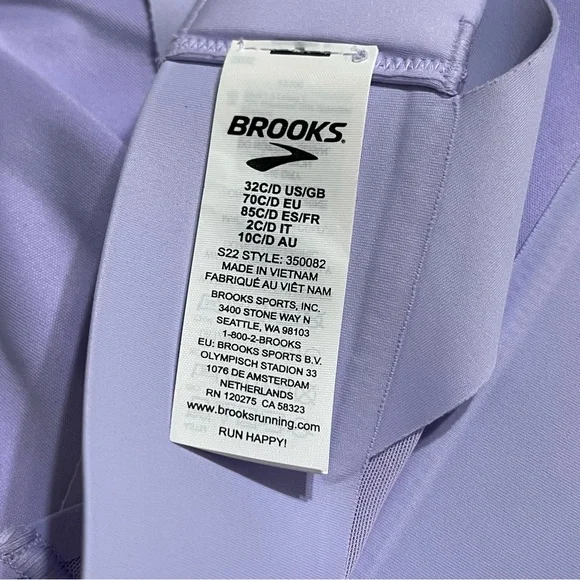 BROOKS
32C/D US/GB
70C/D EU
85C/D ES/FR
2C/D IT
10C/D AU
S22 STYLE: 350082
MADE IN VIETNAM
FABRIQUÉ AU VIÊT NAM
BROOKS SPORTS, INC.
3400 STONE WAY N
SEATTLE, WA 98103
1-800-2-BROOKS
EU: BROOKS SPORTS B.V.
OLYMPISCH STADION 33
1076 DE AMSTERDAM
NETHERLANDS
RN 120275 CA 58323
www.brooksrunning.com
RUN HAPPY!